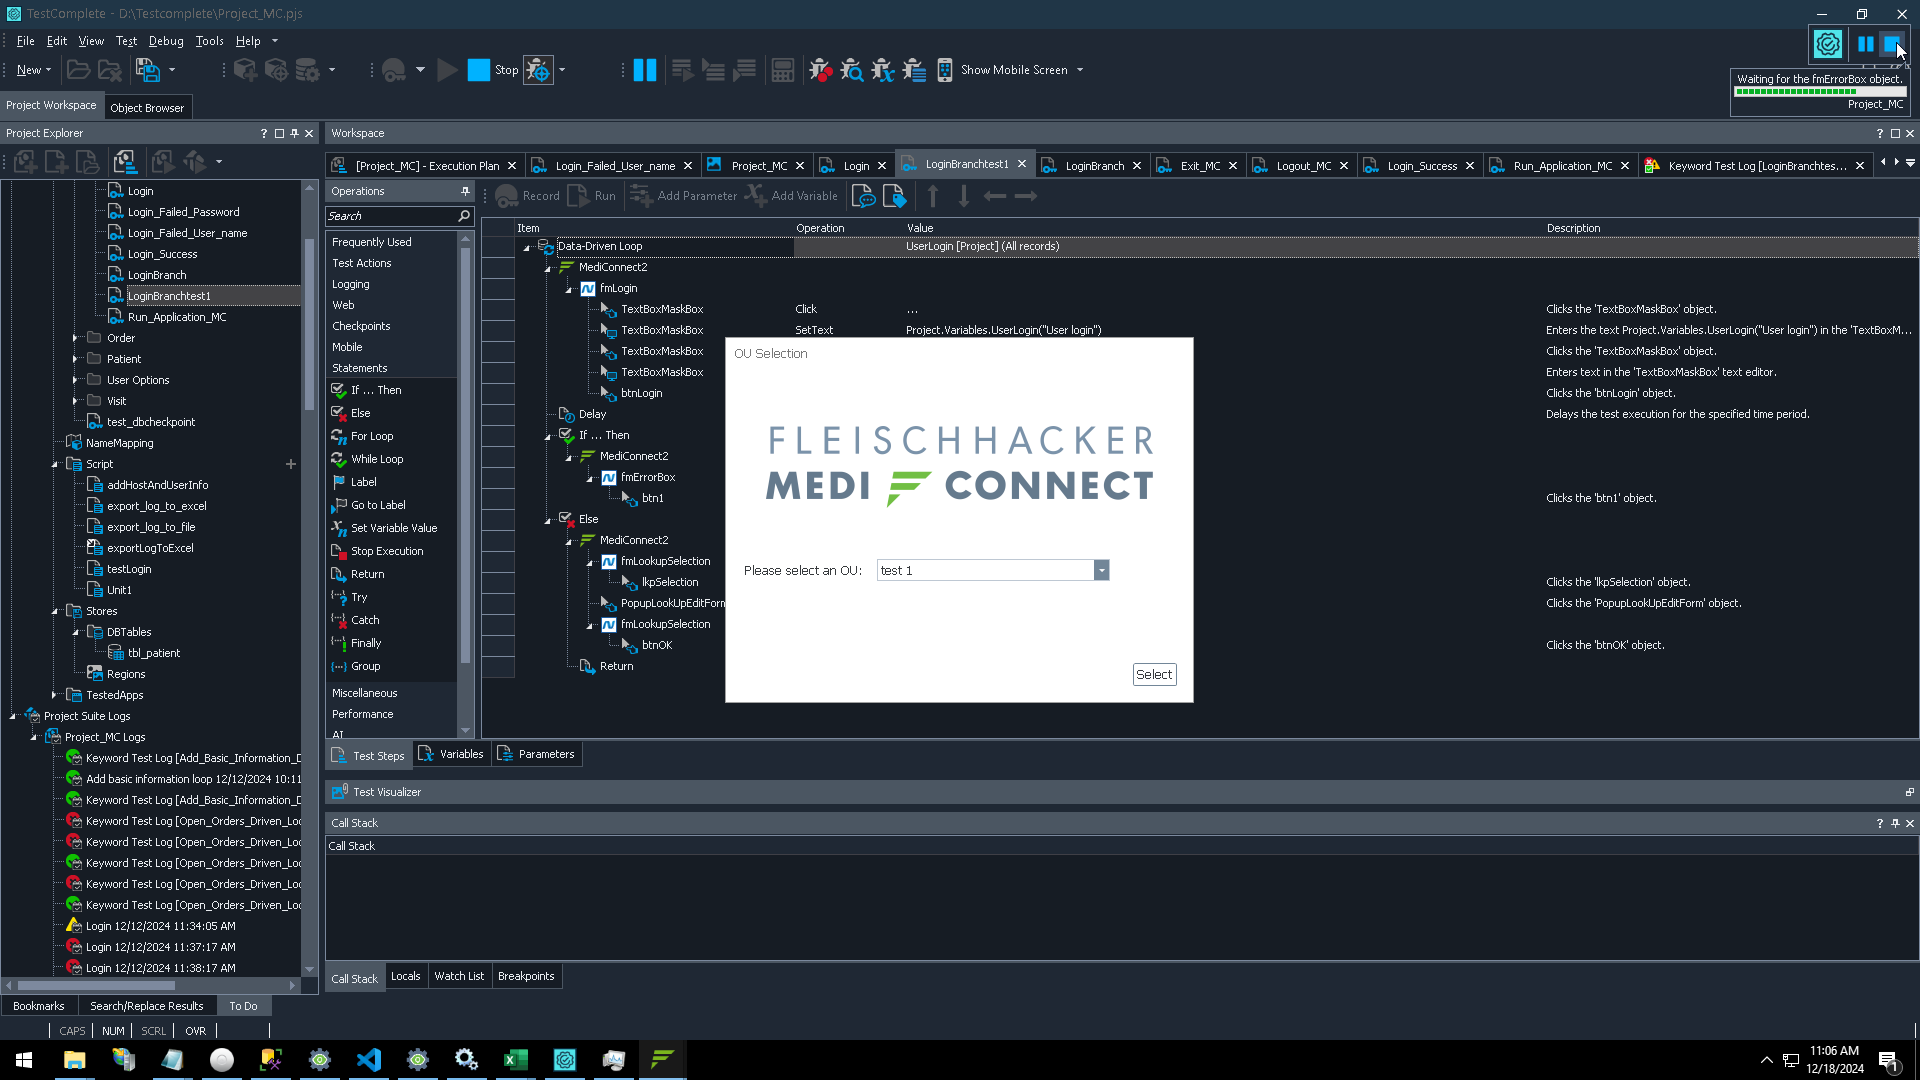 TestComplete - D:\Testcomplete\Project_MC.pjs
File Edit View Test Debug Tools Help
New
Stop
Show Mobile Screen
Waiting for the fmErrorBox object.
Project_MC
Project Workspace
Object Browser
Project Explorer
Login
Login_Failed_Password
Login_Failed_User_name
Login_Success
LoginBranch
LoginBranchtest1
Run_Application_MC
Order
Patient
User Options
Visit
test_dbcheckpoint
NameMapping
Script
addHostAndUserInfo
export_log_to_excel
export_log_to_file
exportLogToExcel
testLogin
Unit1
Stores
DBTables
tbl_patient
Regions
TestedApps
Project Suite Logs
Project_MC Logs
Keyword Test Log [Add_Basic_Information_D
Add basic information loop 12/12/2024 10:11
Keyword Test Log [Add_Basic_Information_D
Keyword Test Log [Open_Orders_Driven_Loo
Keyword Test Log [Open_Orders_Driven_Loo
Keyword Test Log [Open_Orders_Driven_Loo
Keyword Test Log [Open_Orders_Driven_Loo
Keyword Test Log [Open_Orders_Driven_Loo
Login 12/12/2024 11:34:05 AM
Login 12/12/2024 11:37:17 AM
Login 12/12/2024 11:38:17 AM
Bookmarks Search/Replace Results To Do
Workspace
[Project_MC] - Execution Plan
Login_Failed_User_name
Project_MC
Login
LoginBranchtest1
LoginBranch
Exit_MC
Logout_MC
Login_Success
Run_Application_MC
Keyword Test Log [LoginBranchtes...
Operations
Search
Frequently Used
Test Actions
Logging
Web
Checkpoints
Mobile
Statements
If ... Then
Else
For Loop
While Loop
Label
Go to Label
Set Variable Value
Stop Execution
Return
Try
Catch
Finally
Group
Miscellaneous
Performance
AI
Record Run Add Parameter Add Variable
Item Operation Value Description
Data-Driven Loop UserLogin [Project] (All records)
MediConnect2
fmLogin
TextBoxMaskBox Click ... Clicks the 'TextBoxMaskBox' object.
TextBoxMaskBox SetText Project.Variables.UserLogin("User login") Enters the text Project.Variables.UserLogin("User login") in the 'TextBoxM...
TextBoxMaskBox Clicks the 'TextBoxMaskBox' object.
TextBoxMaskBox Enters text in the 'TextBoxMaskBox' text editor.
btnLogin Clicks the 'btnLogin' object.
Delay Delays the test execution for the specified time period.
If ... Then
MediConnect2
fmErrorBox
btn1 Clicks the 'btn1' object.
Else
MediConnect2
fmLookupSelection
lkpSelection Clicks the 'lkpSelection' object.
PopupLookUpEditForm Clicks the 'PopupLookUpEditForm' object.
fmLookupSelection
btnOK Clicks the 'btnOK' object.
Return
OU Selection
FLEISCHHACKER
MEDI CONNECT
Please select an OU: test 1
Select
Test Steps Variables Parameters
Test Visualizer
Call Stack
Call Stack
Call Stack Locals Watch List Breakpoints
CAPS NUM SCRL OVR
11:06 AM
12/18/2024
1